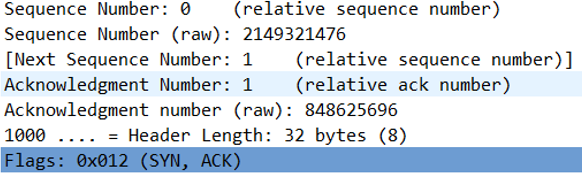 Sequence Number: 0    (relative sequence number)
Sequence Number (raw): 2149321476
[Next Sequence Number: 1    (relative sequence number)]
Acknowledgment Number: 1    (relative ack number)
Acknowledgment number (raw): 848625696
1000 .... = Header Length: 32 bytes (8)
Flags: 0x012 (SYN, ACK)